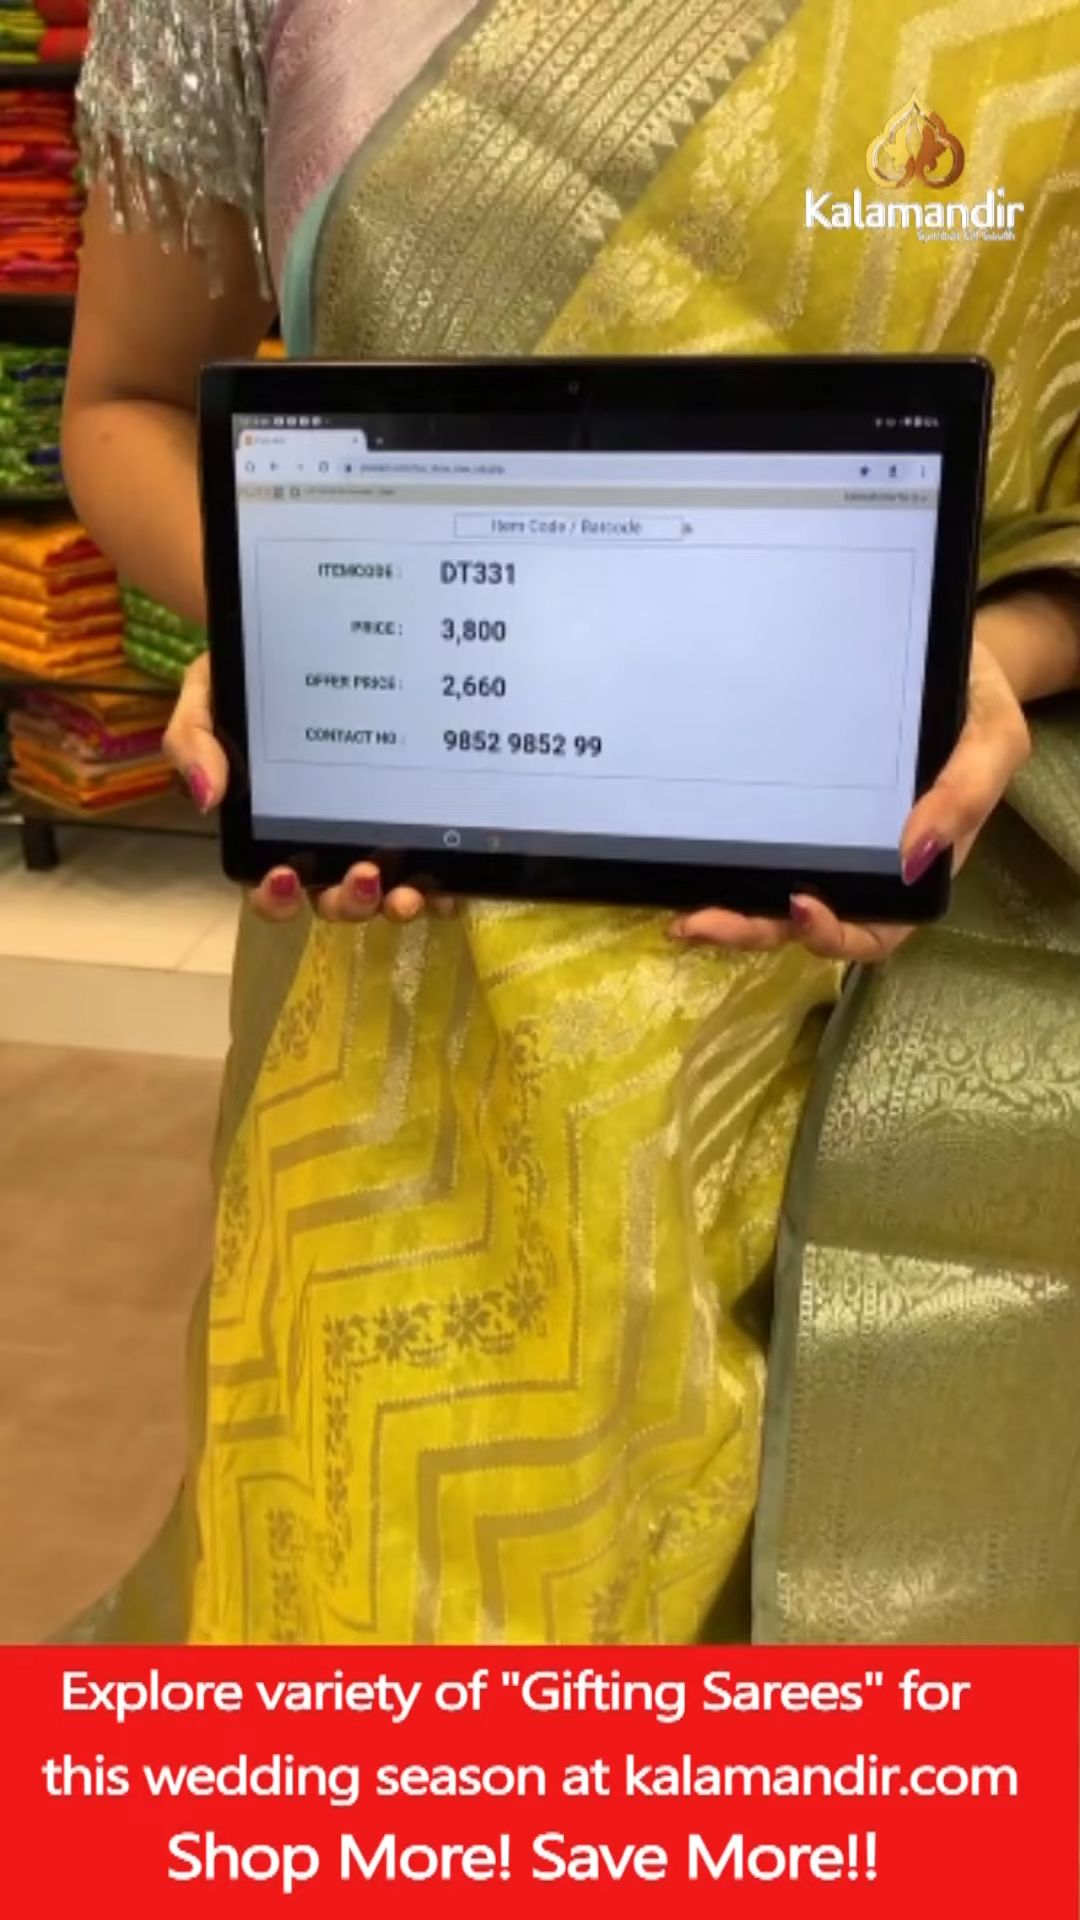 Kalamandir
Item Code / Barcode
ITEMCODE : DT331
PRICE : 3,800
OFFER PRICE : 2,660
CONTACT NO : 9852 9852 99
Explore variety of "Gifting Sarees" for
this wedding season at kalamandir.com
Shop More! Save More!!